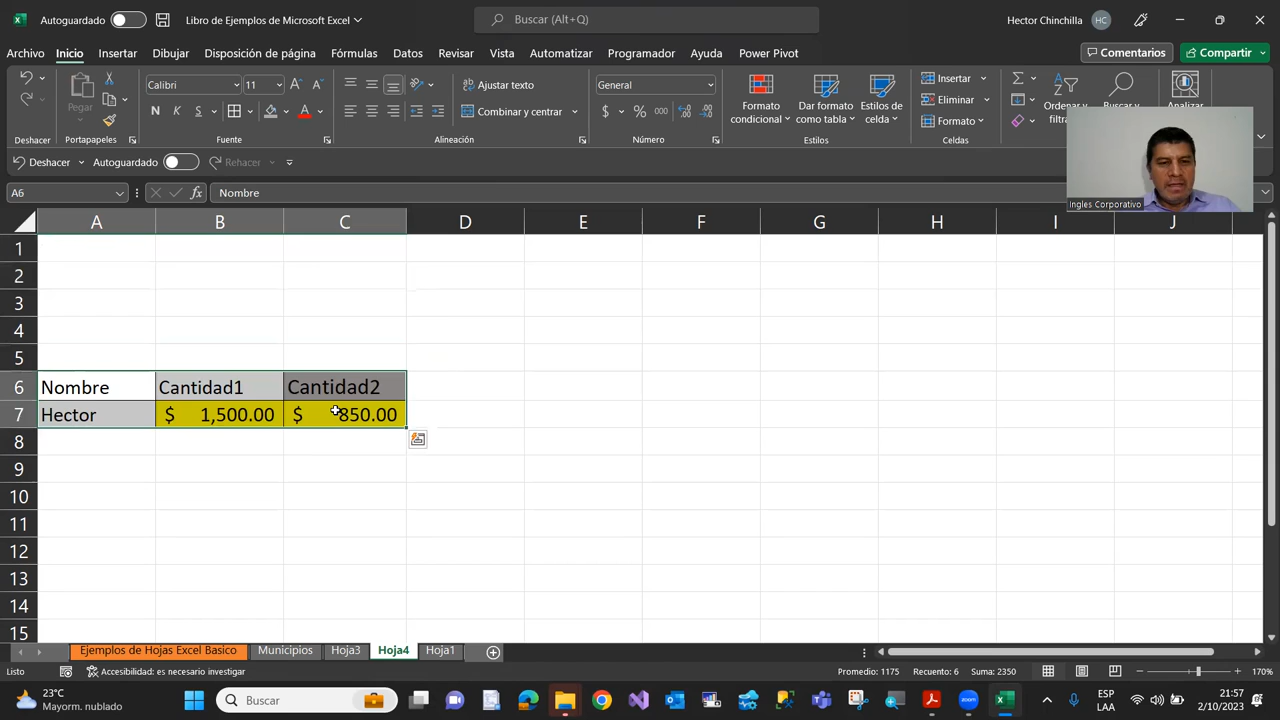 Autoguardado Libro de Ejemplos de Microsoft Excel Buscar (Alt+Q) Hector Chinchilla HC
Archivo Inicio Insertar Dibujar Disposición de página Fórmulas Datos Revisar Vista Automatizar Programador Ayuda Power Pivot Comentarios Compartir
Calibri 11 Ajustar texto General Insertar
Pegar N K S Combinar y centrar $ % 000 Formato condicional Dar formato como tabla Estilos de celda Eliminar Ordenar y Buscar y Analizar
Formato filtra
Deshacer Portapapeles Fuente Alineación Número Estilos Celdas
Deshacer Autoguardado Rehacer
A6 fx Nombre
Ingles Corporativo
A B C D E F G H I J
1
2
3
4
5
6 Nombre Cantidad1 Cantidad2
7 Hector $ 1,500.00 $ 850.00
8
9
10
11
12
13
14
15
Ejemplos de Hojas Excel Basico Municipios Hoja3 Hoja4 Hoja1
Listo Accesibilidad: es necesario investigar Promedio: 1175 Recuento: 6 Suma: 2350 170%
23°C
Mayorm. nublado
Buscar
ESP
LAA
21:57
2/10/2023